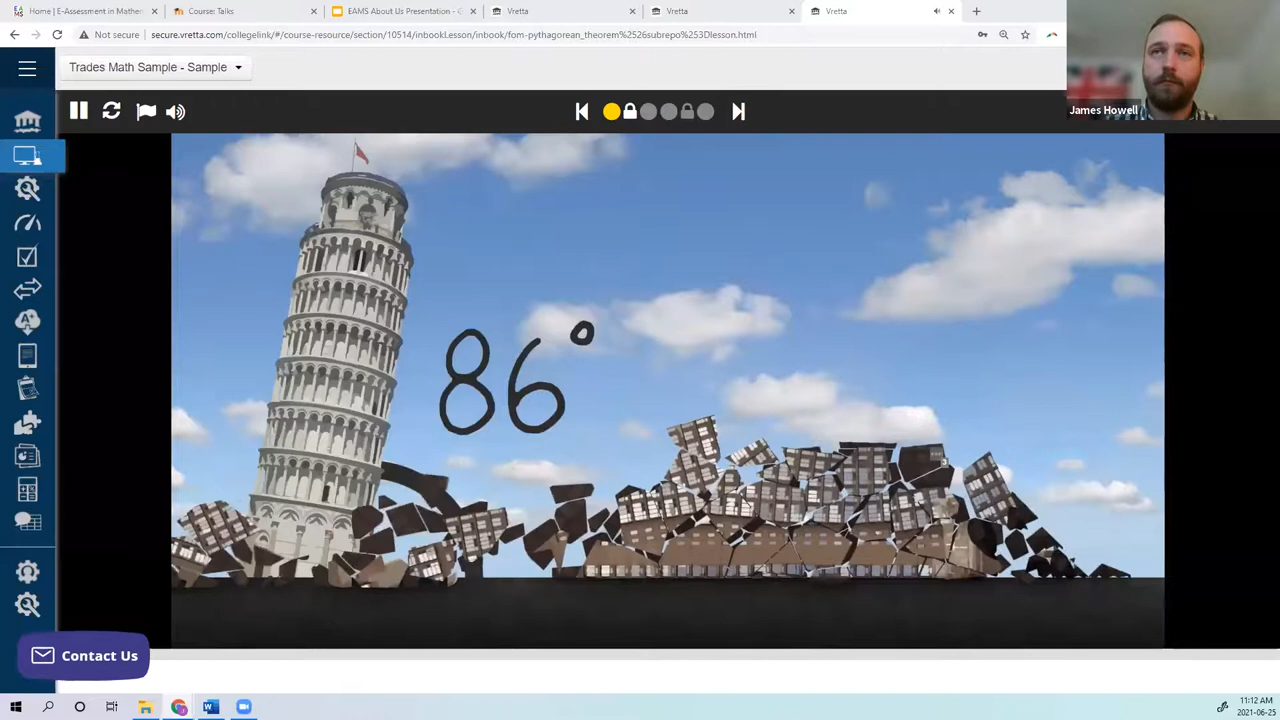 Home | E-Assessment in Mathem
Course: Talks
EAMS About Us Presentation - G
Vretta
Vretta
Vretta
Not secure
secure.vretta.com/collegelink/#/course-resource/section/10514/inbookLesson/inbook/fom-pythagorean_theorem%2526subrepo%253Dlesson.html
Trades Math Sample - Sample
James Howell
86°
Contact Us
11:12 AM
2021-06-25